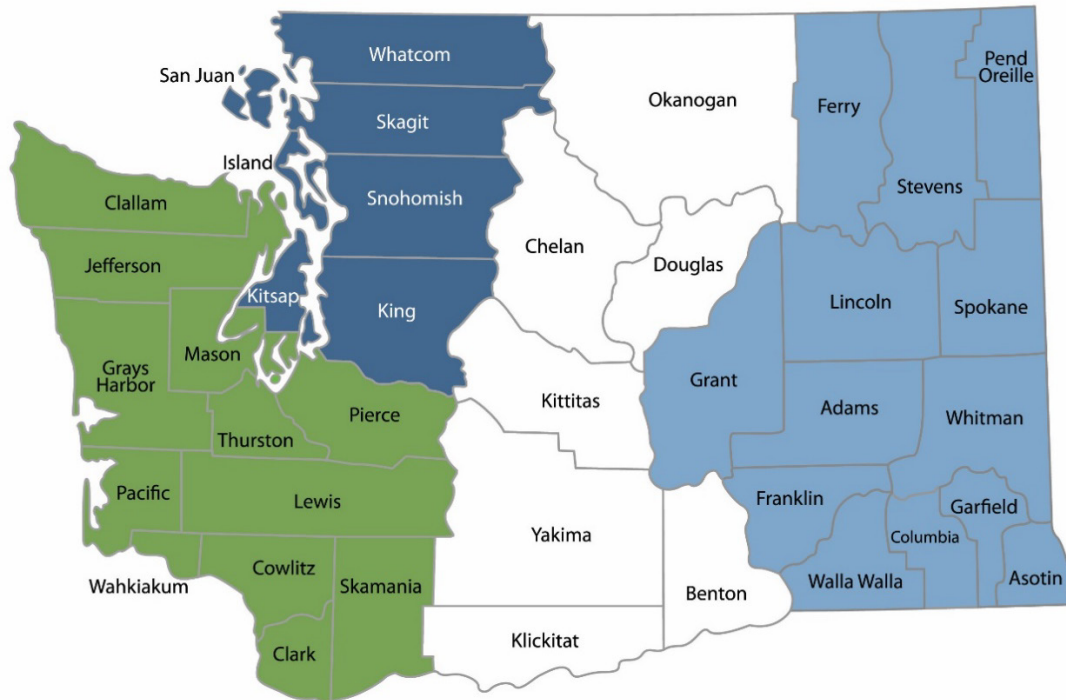 Whatcom
San Juan
Skagit
Okanogan
Ferry
Pend
Oreille
Stevens
Island
Snohomish
Clallam
Jefferson
Chelan
Douglas
Kitsap
King
Lincoln
Spokane
Mason
Grays
Harbor
Grant
Kittitas
Adams
Whitman
Pierce
Thurston
Pacific
Lewis
Franklin
Garfield
Yakima
Columbia
Wahkiakum
Cowlitz
Skamania
Walla Walla
Asotin
Benton
Klickitat
Clark